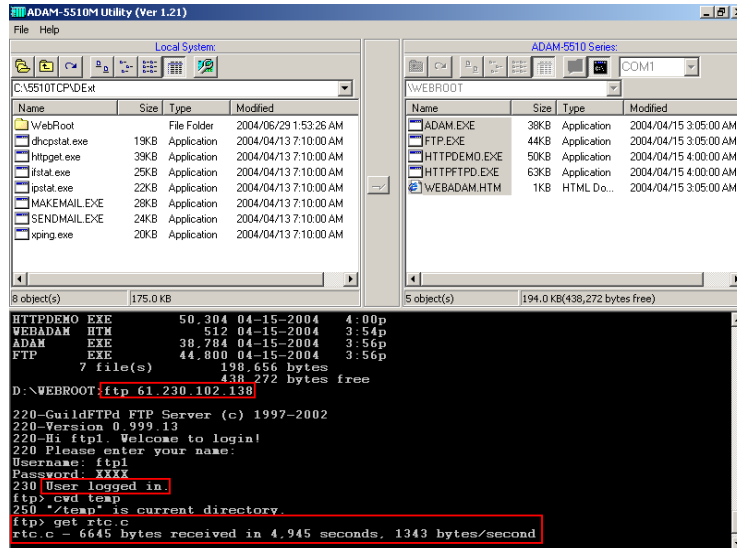 ADAM-5510M Utility (Ver 1.21)
File Help
Local System:
C:\5510TCP\DExt
Name Size Type Modified
WebRoot File Folder 2004/06/29 1:53:26 AM
dhcpstat.exe 19KB Application 2004/04/13 7:10:00 AM
httpget.exe 39KB Application 2004/04/13 7:10:00 AM
ifstat.exe 25KB Application 2004/04/13 7:10:00 AM
ipstat.exe 22KB Application 2004/04/13 7:10:00 AM
MAKEMAIL.EXE 28KB Application 2004/04/13 7:10:00 AM
SENDMAIL.EXE 24KB Application 2004/04/13 7:10:00 AM
xping.exe 20KB Application 2004/04/13 7:10:00 AM
8 object(s) 175.0 KB
ADAM-5510 Series:
COM1
\WEBROOT
Name Size Type Modified
ADAM.EXE 38KB Application 2004/04/15 3:05:00 AM
FTP.EXE 44KB Application 2004/04/15 3:05:00 AM
HTTPDEMO.EXE 50KB Application 2004/04/15 4:00:00 AM
HTTPFTPD.EXE 63KB Application 2004/04/15 4:00:00 AM
WEBADAM.HTM 1KB HTML Do... 2004/04/15 3:05:00 AM
5 object(s) 194.0 KB(438,272 bytes free)
HTTPDEMO EXE 50,304 04-15-2004 4:00p
WEBADAM HTM 512 04-15-2004 3:54p
ADAM EXE 38,784 04-15-2004 3:56p
FTP EXE 44,800 04-15-2004 3:56p
7 file(s) 198,656 bytes
438,272 bytes free
D:\WEBROOT:ftp 61.230.102.138
220-GuildFTPd FTP Server (c) 1997-2002
220-Version 0.999.13
220-Hi ftp1. Welcome to login!
220 Please enter your name:
Username: ftp1
Password: XXXX
230 User logged in.
ftp> cwd temp
250 "/temp" is current directory.
ftp> get rtc.c
rtc.c - 6645 bytes received in 4,945 seconds, 1343 bytes/second